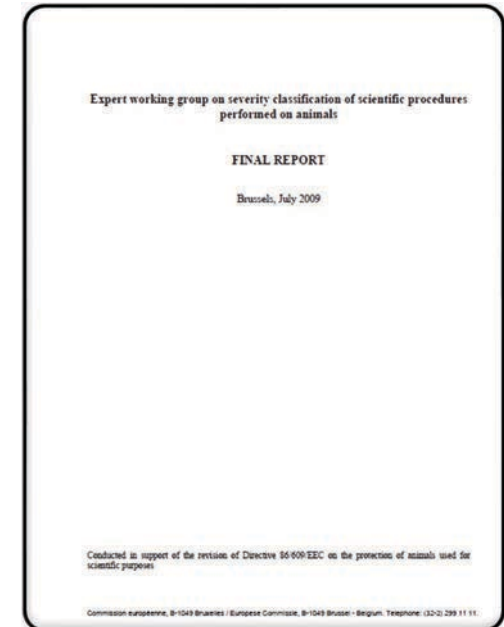 Expert working group on severity classification of scientific procedures
performed on animals
FINAL REPORT
Brussels, July 2009
Conducted in support of the revision of Directive 86/609/EEC on the protection of animals used for
scientific purposes
Commission européenne, B-1049 Bruxelles / Europese Commissie, B-1049 Brussel - Belgium. Telephone: (32-2) 299 11 11.